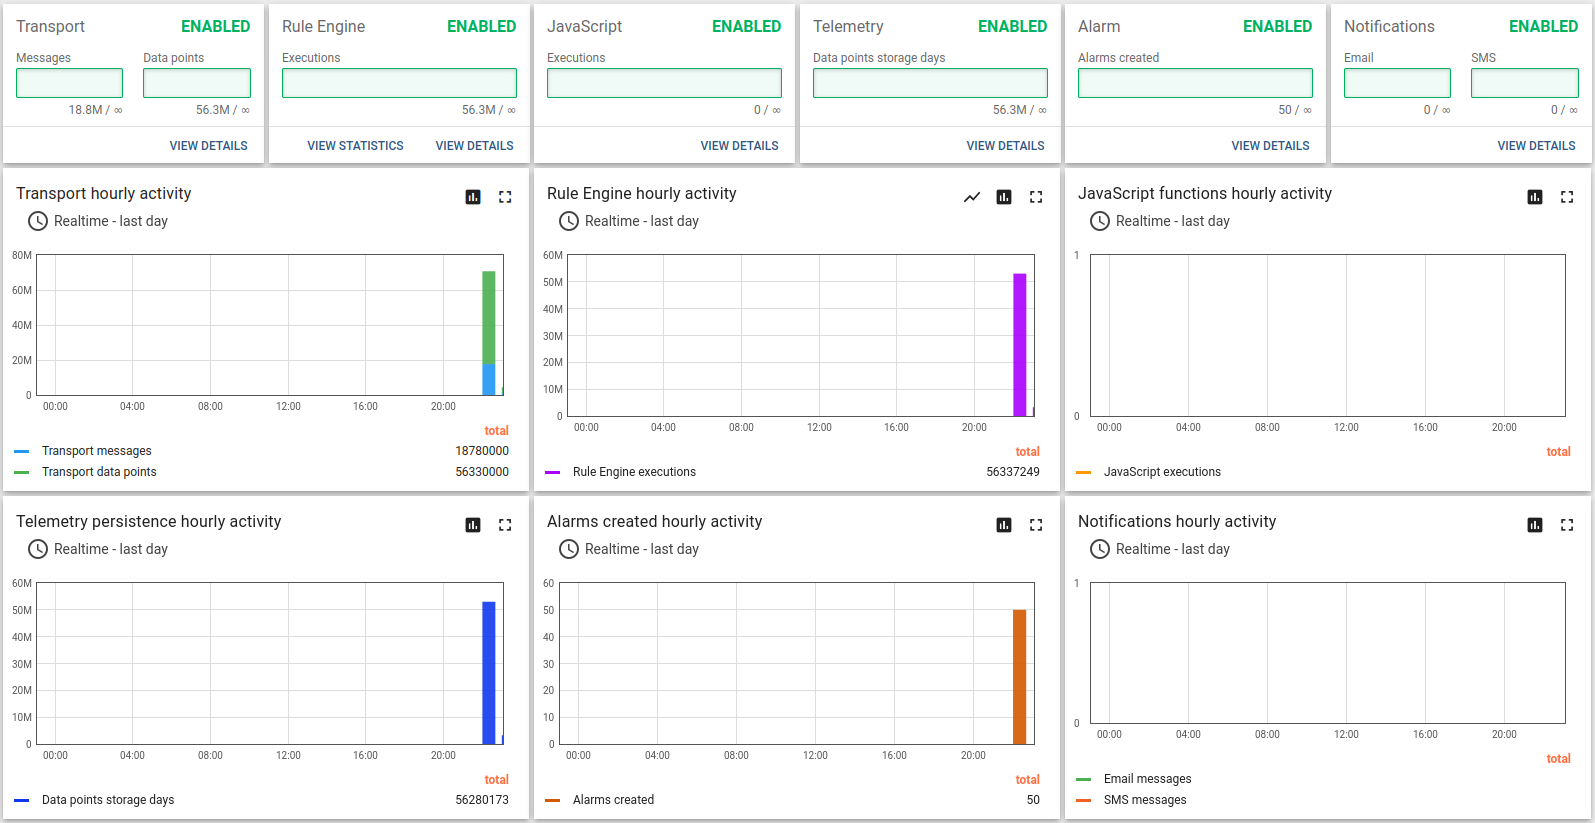 Transport ENABLED
Messages Data points
18.8M / ∞ 56.3M / ∞
VIEW DETAILS
Rule Engine ENABLED
Executions
56.3M / ∞
VIEW STATISTICS VIEW DETAILS
JavaScript ENABLED
Executions
0 / ∞
VIEW DETAILS
Telemetry ENABLED
Data points storage days
56.3M / ∞
VIEW DETAILS
Alarm ENABLED
Alarms created
50 / ∞
VIEW DETAILS
Notifications ENABLED
Email SMS
0 / ∞ 0 / ∞
VIEW DETAILS
Transport hourly activity
Realtime - last day
80M
60M
40M
20M
0
00:00 04:00 08:00 12:00 16:00 20:00
total
Transport messages 18780000
Transport data points 56330000
Rule Engine hourly activity
Realtime - last day
60M
50M
40M
30M
20M
10M
0
00:00 04:00 08:00 12:00 16:00 20:00
total
Rule Engine executions 56337249
JavaScript functions hourly activity
Realtime - last day
1
0
00:00 04:00 08:00 12:00 16:00 20:00
total
JavaScript executions
Telemetry persistence hourly activity
Realtime - last day
60M
50M
40M
30M
20M
10M
0
00:00 04:00 08:00 12:00 16:00 20:00
total
Data points storage days 56280173
Alarms created hourly activity
Realtime - last day
60
50
40
30
20
10
0
00:00 04:00 08:00 12:00 16:00 20:00
total
Alarms created 50
Notifications hourly activity
Realtime - last day
1
0
00:00 04:00 08:00 12:00 16:00 20:00
total
Email messages
SMS messages